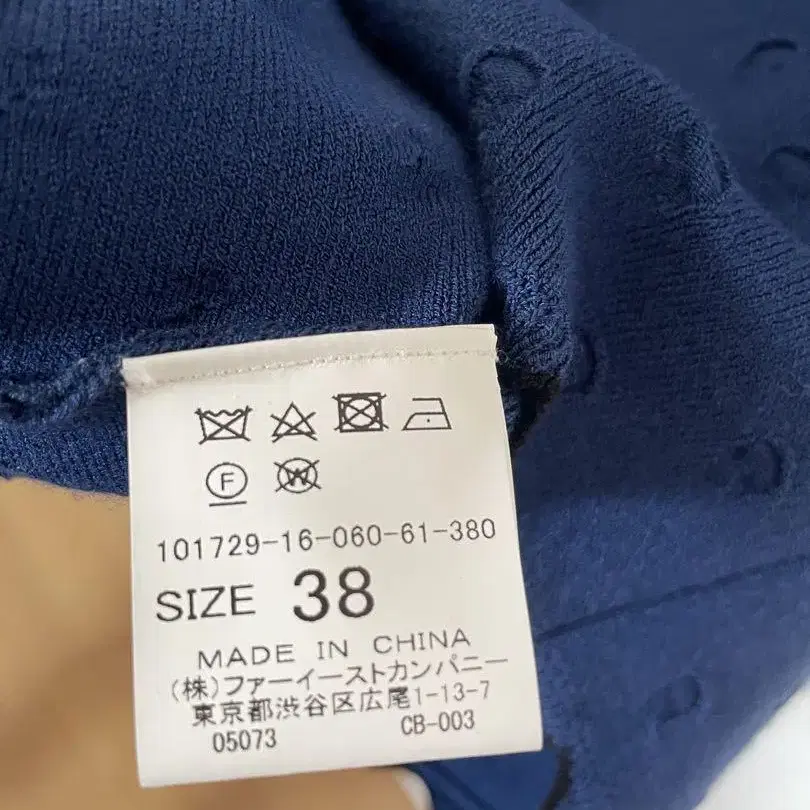 F W
101729-16-060-61-380
SIZE 38
MADE IN CHINA
(株)ファーイーストカンパニー
東京都渋谷区広尾1-13-7
05073 CB-003